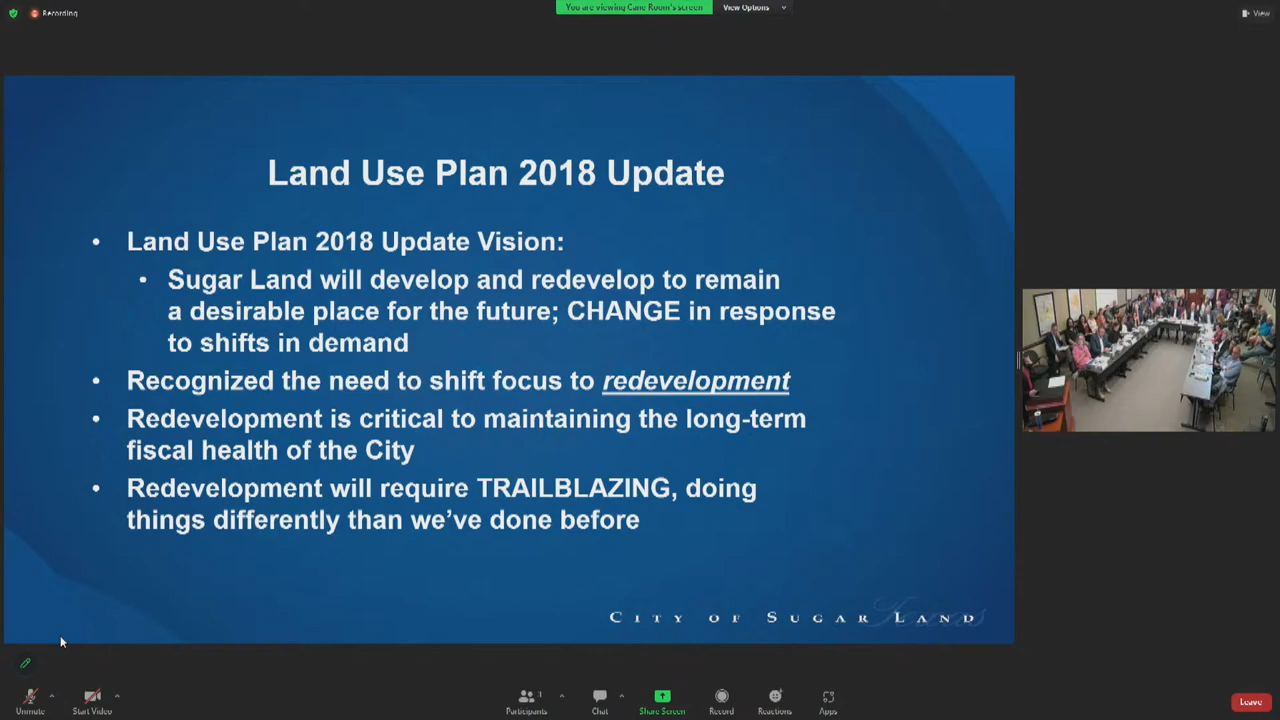 Recording
You are viewing Cane Room's screen
View Options
View
Land Use Plan 2018 Update
• Land Use Plan 2018 Update Vision:
• Sugar Land will develop and redevelop to remain
a desirable place for the future; CHANGE in response
to shifts in demand
• Recognized the need to shift focus to redevelopment
• Redevelopment is critical to maintaining the long-term
fiscal health of the City
• Redevelopment will require TRAILBLAZING, doing
things differently than we've done before
CITY OF SUGAR LAND
Texas
Unmute
Start Video
Participants
Chat
Share Screen
Record
Reactions
Apps
Leave